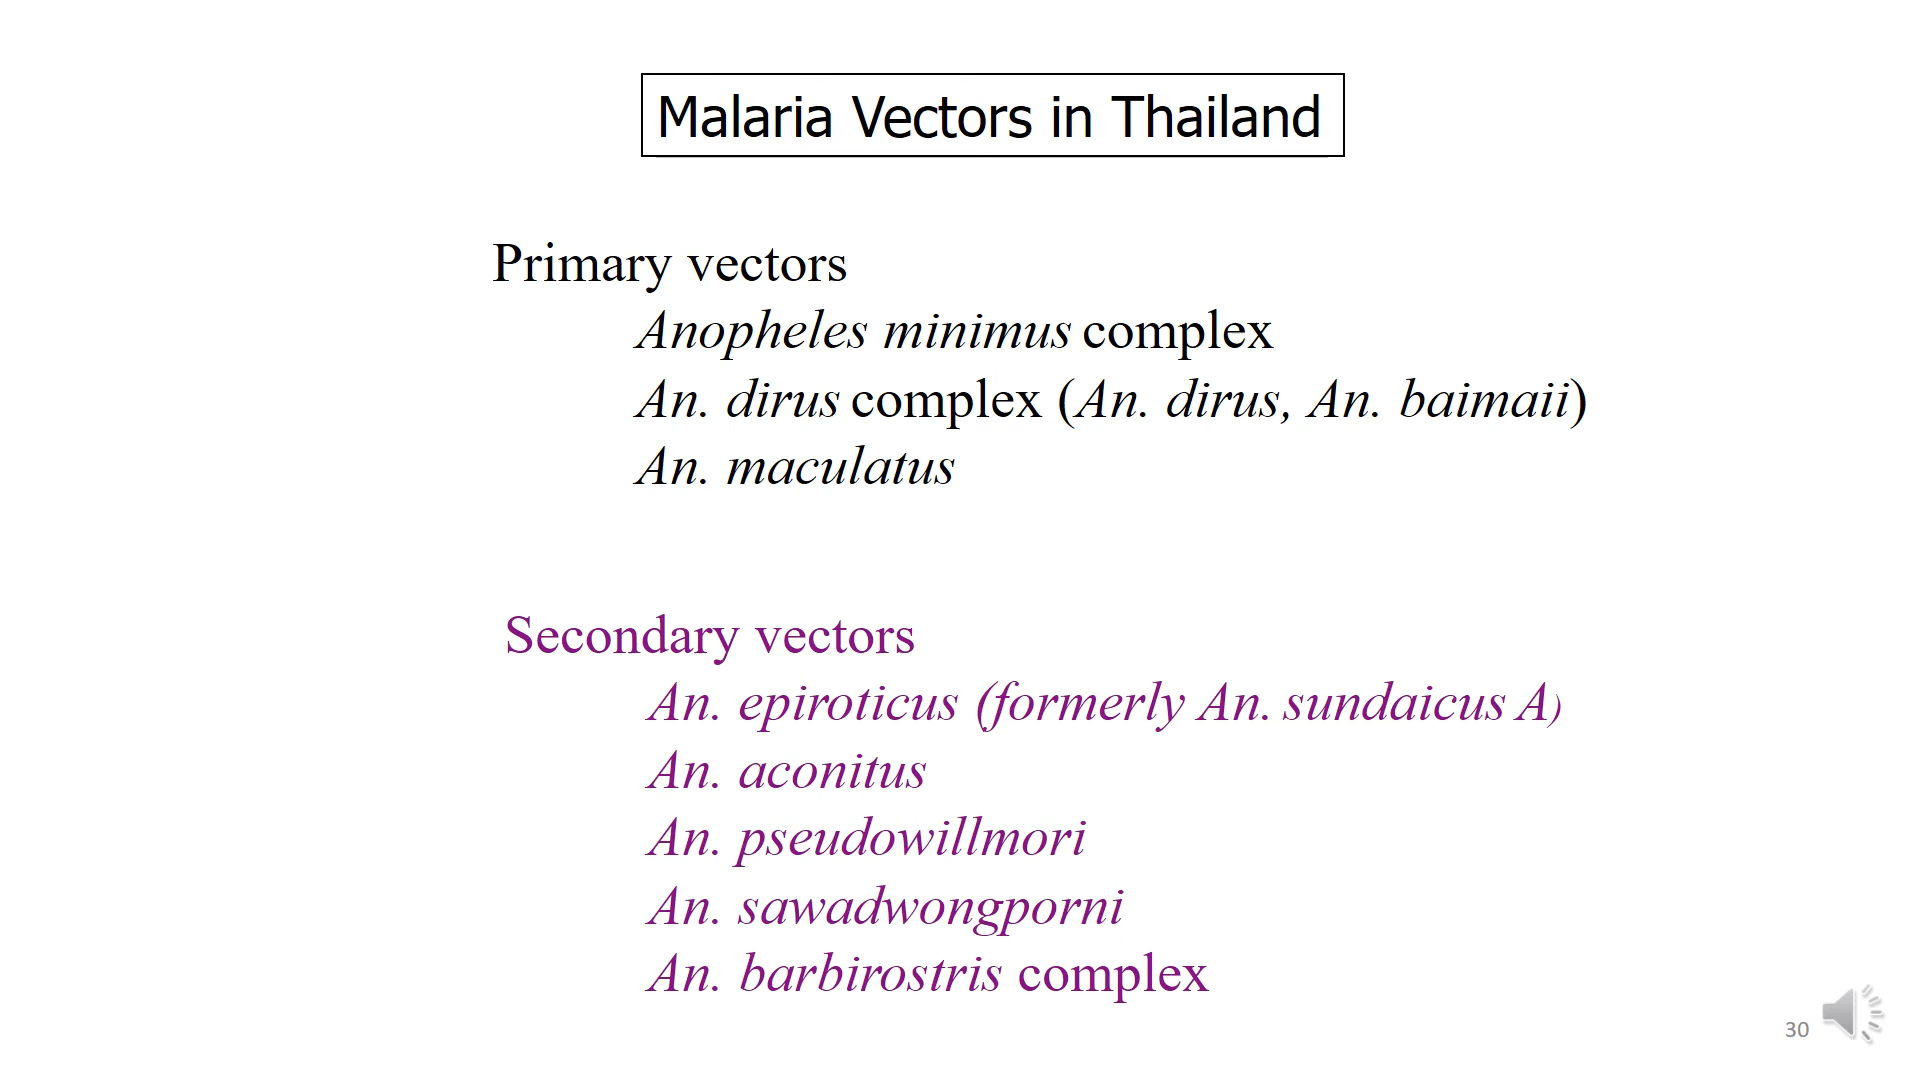 Malaria Vectors in Thailand
Primary vectors
Anopheles minimus complex
An. dirus complex (An. dirus, An. baimaii)
An. maculatus
Secondary vectors
An. epiroticus (formerly An. sundaicus A)
An. aconitus
An. pseudowillmori
An. sawadwongporni
An. barbirostris complex
30